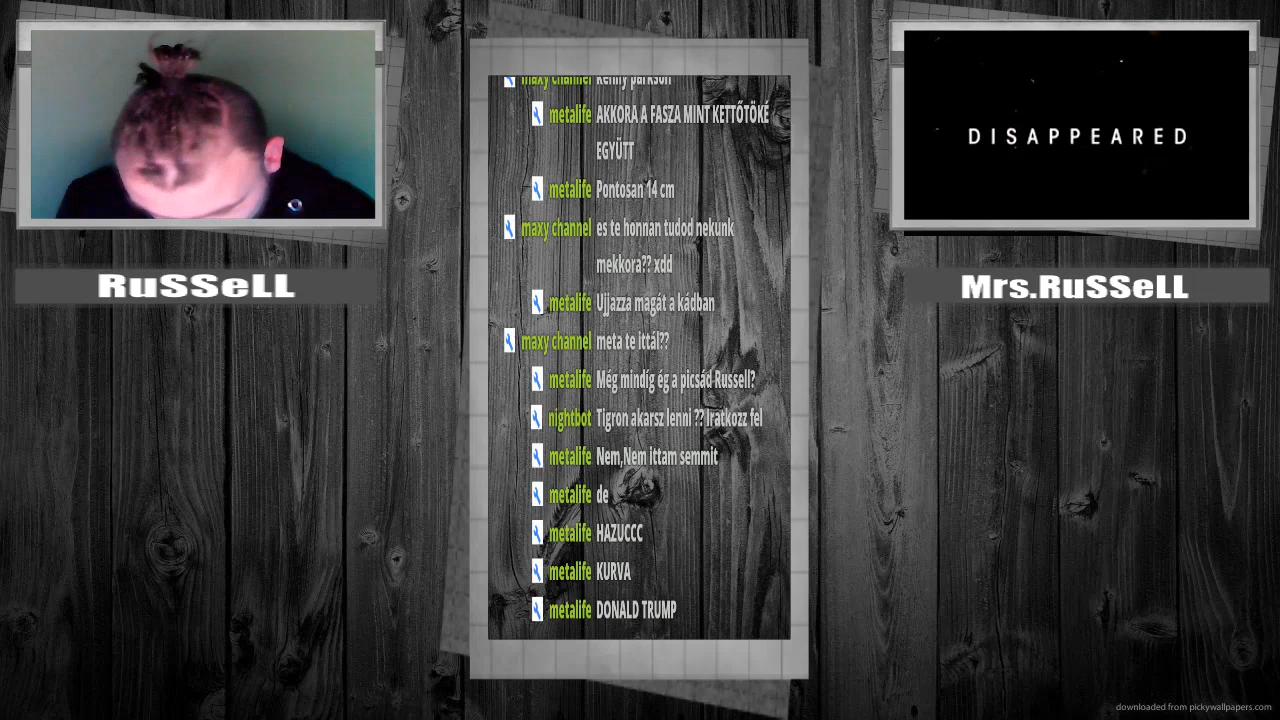 maxy channel kenny parkson
metalife AKKORA A FASZA MINT KETTŐTÖKÉ
EGYÜTT
metalife Pontosan 14 cm
maxy channel es te honnan tudod nekunk
mekkora?? xdd
metalife Ujjazza magát a kádban
maxy channel meta te ittál??
metalife Még mindíg ég a picsád Russell?
nightbot Tigron akarsz lenni ?? Iratkozz fel
metalife Nem,Nem ittam semmit
metalife de
metalife HAZUCCC
metalife KURVA
metalife DONALD TRUMP
RuSSeLL
DISAPPEARED
Mrs.RuSSeLL
downloaded from pickywallpapers.com